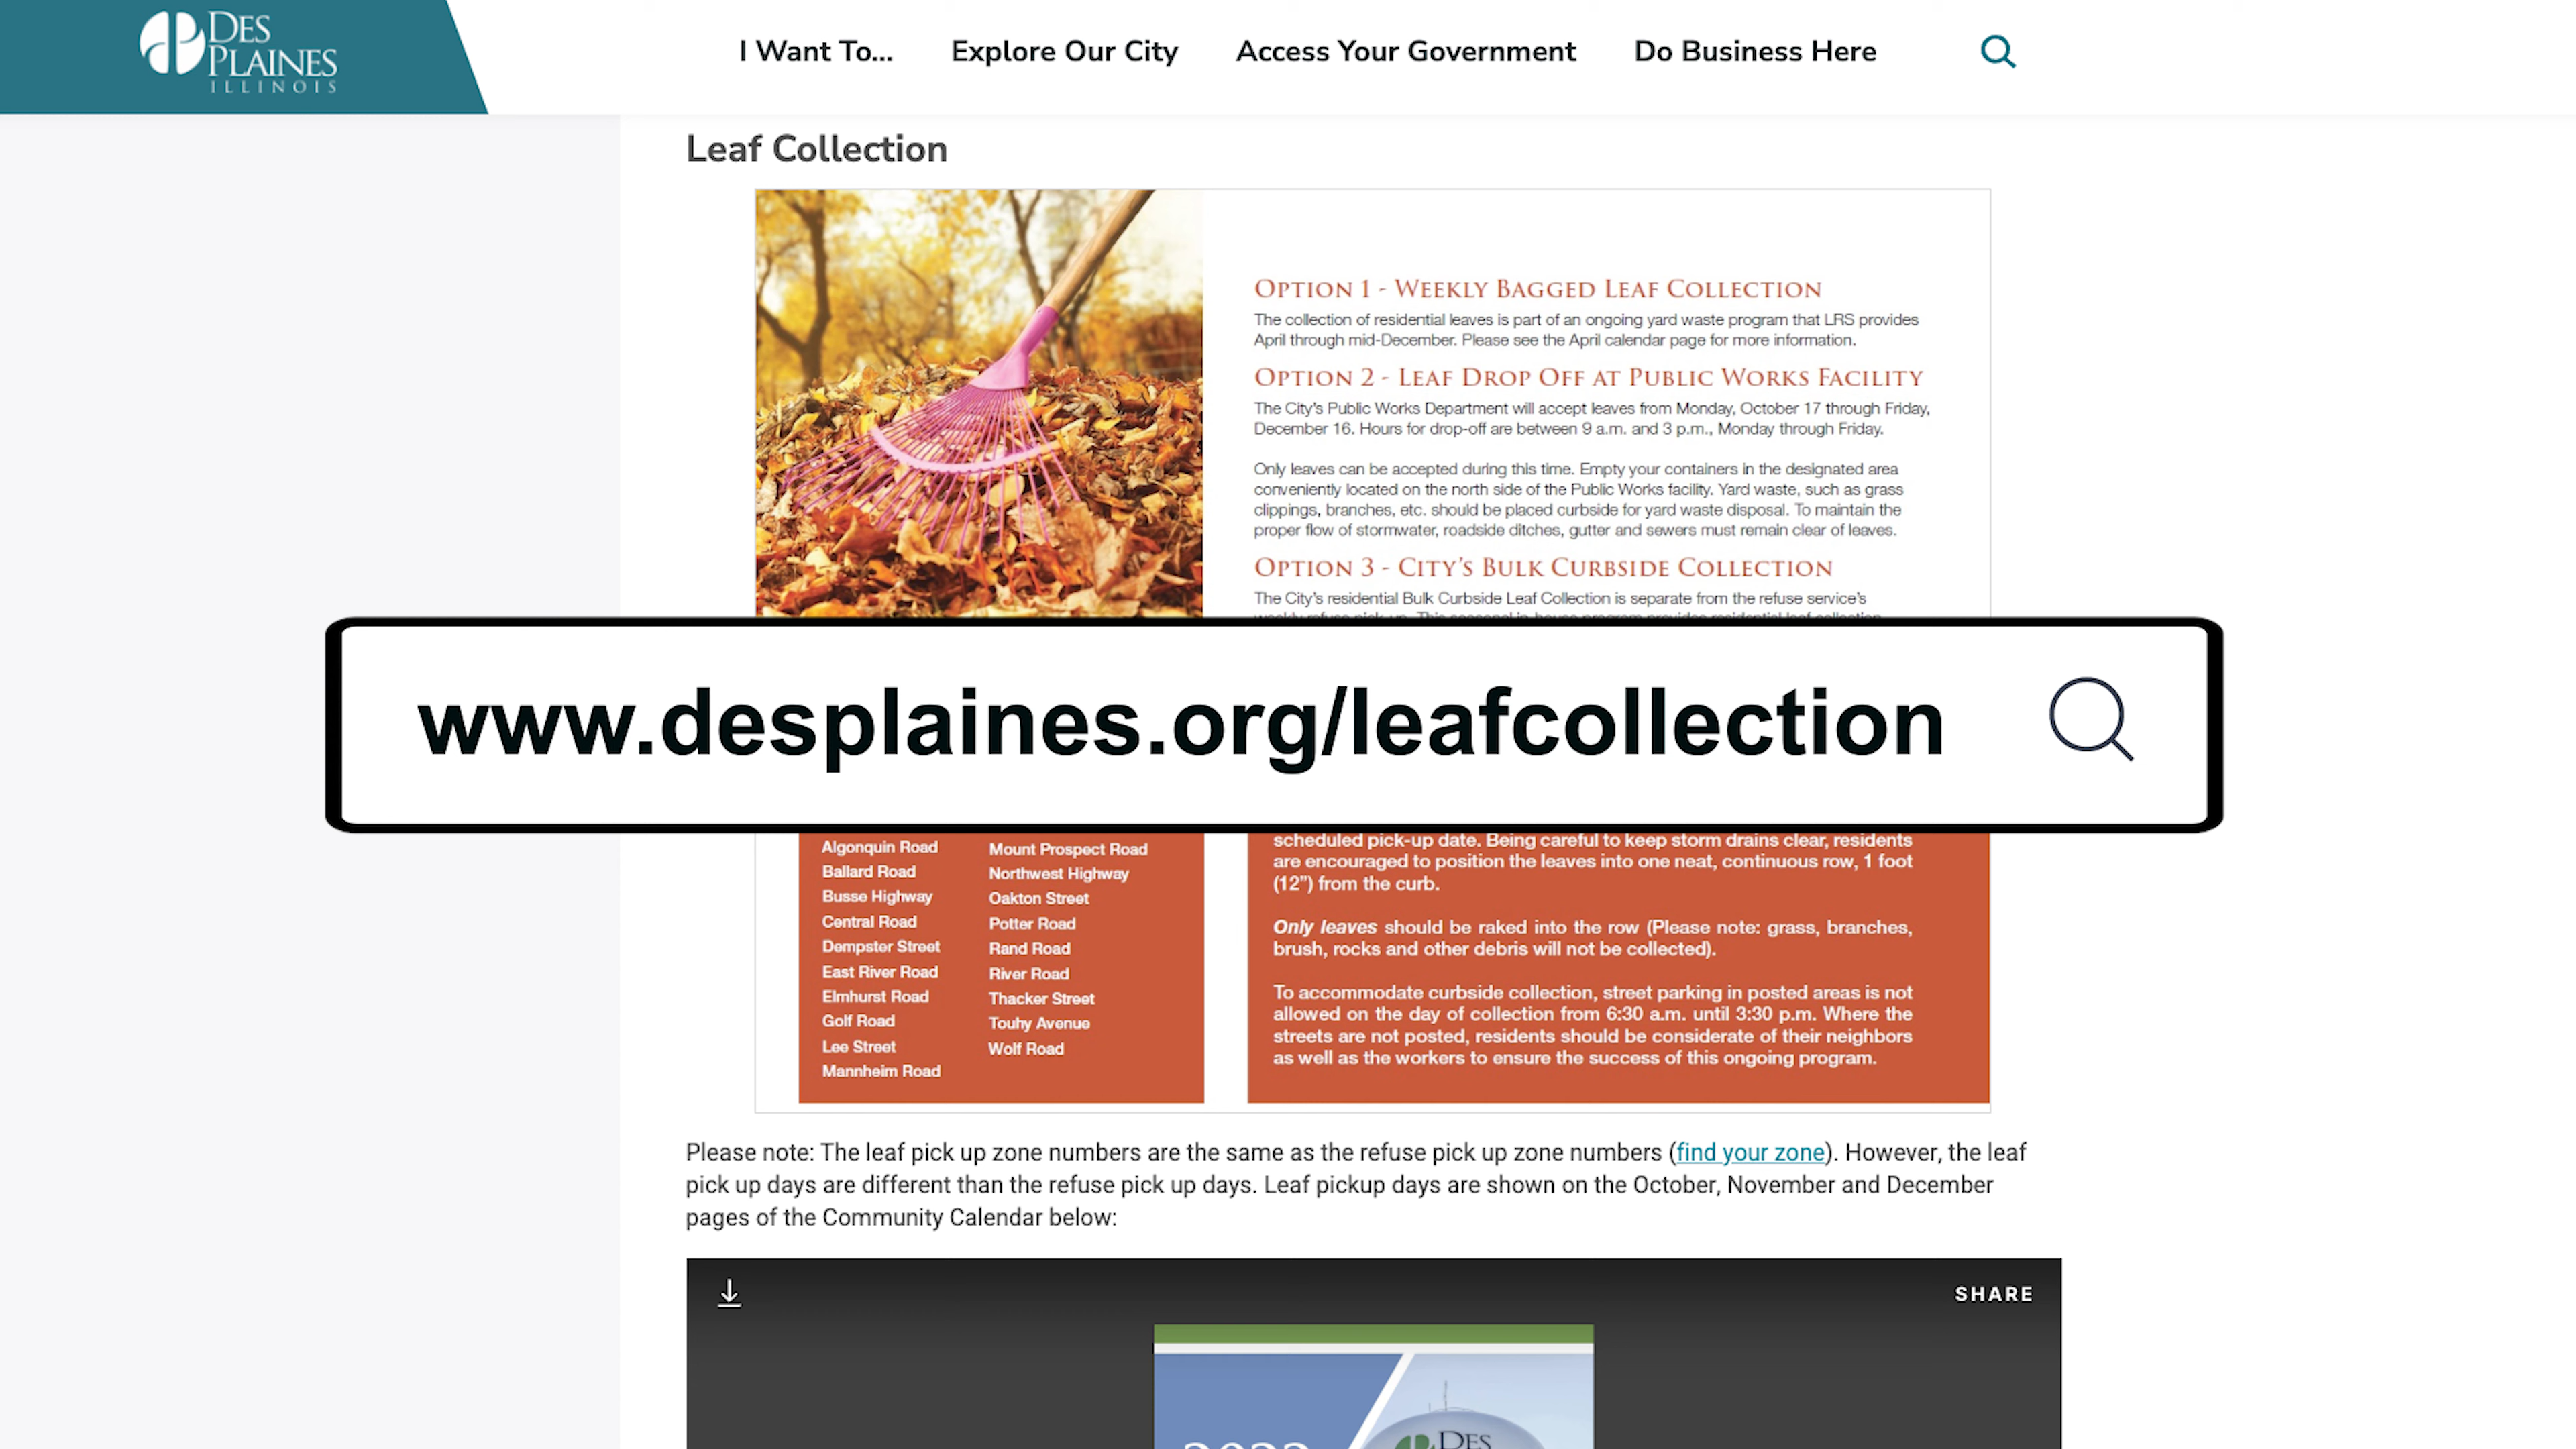 DES
PLAINES
ILLINOIS
I Want To...
Explore Our City
Access Your Government
Do Business Here
Leaf Collection
OPTION 1 - WEEKLY BAGGED LEAF COLLECTION
The collection of residential leaves is part of an ongoing yard waste program that LRS provides
April through mid-December. Please see the April calendar page for more information.
OPTION 2 - LEAF DROP OFF AT PUBLIC WORKS FACILITY
The City's Public Works Department will accept leaves from Monday, October 17 through Friday,
December 16. Hours for drop-off are between 9 a.m. and 3 p.m., Monday through Friday.
Only leaves can be accepted during this time. Empty your containers in the designated area
conveniently located on the north side of the Public Works facility. Yard waste, such as grass
clippings, branches, etc. should be placed curbside for yard waste disposal. To maintain the
proper flow of stormwater, roadside ditches, gutter and sewers must remain clear of leaves.
OPTION 3 - CITY'S BULK CURBSIDE COLLECTION
The City's residential Bulk Curbside Leaf Collection is separate from the refuse service's
www.desplaines.org/leafcollection
Algonquin Road
Ballard Road
Busse Highway
Central Road
Dempster Street
East River Road
Elmhurst Road
Golf Road
Lee Street
Mannheim Road
Mount Prospect Road
Northwest Highway
Oakton Street
Potter Road
Rand Road
River Road
Thacker Street
Touhy Avenue
Wolf Road
scheduled pick-up date. Being careful to keep storm drains clear, residents
are encouraged to position the leaves into one neat, continuous row, 1 foot
(12") from the curb.
Only leaves should be raked into the row (Please note: grass, branches,
brush, rocks and other debris will not be collected).
To accommodate curbside collection, street parking in posted areas is not
allowed on the day of collection from 6:30 a.m. until 3:30 p.m. Where the
streets are not posted, residents should be considerate of their neighbors
as well as the workers to ensure the success of this ongoing program.
Please note: The leaf pick up zone numbers are the same as the refuse pick up zone numbers (find your zone). However, the leaf
pick up days are different than the refuse pick up days. Leaf pickup days are shown on the October, November and December
pages of the Community Calendar below:
SHARE
DES